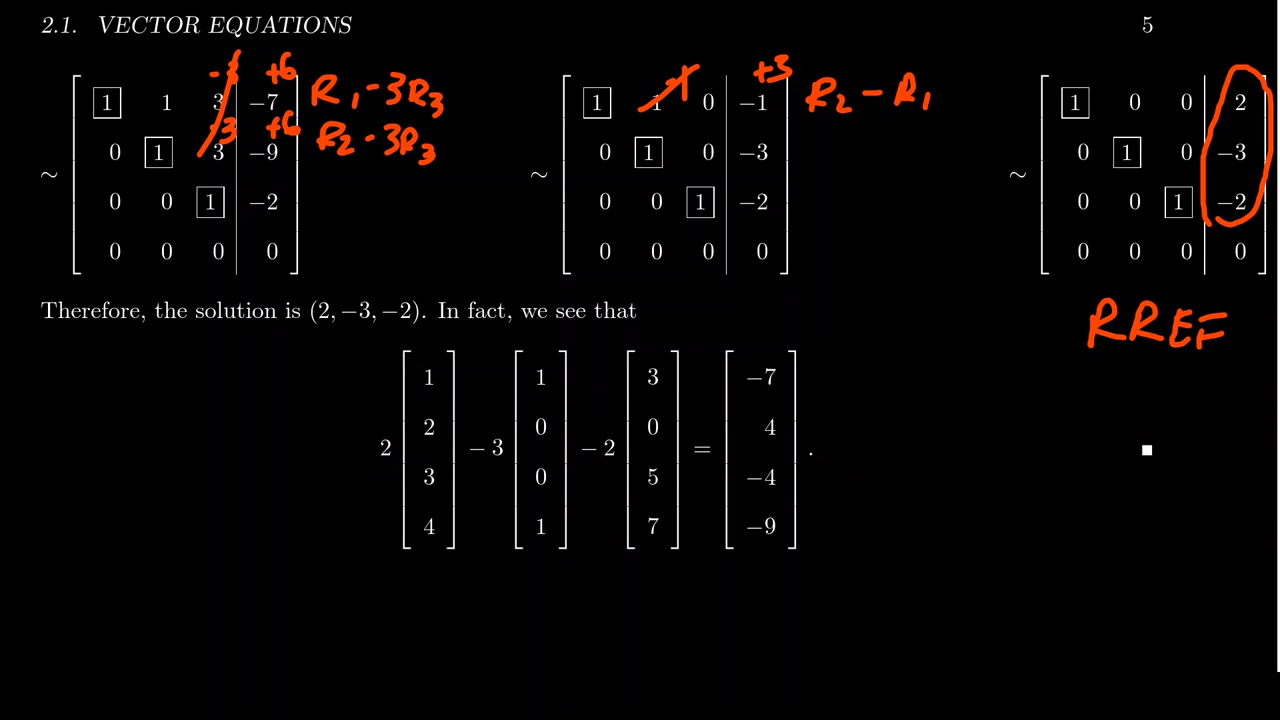 2.1. VECTOR EQUATIONS 5
-3 +6 +3
1 1 3 −7 R₁ - 3R₃ 1 1 0 −1 R₂ − R₁ 1 0 0 2
-3 +6
0 1 3 −9 R₂ - 3R₃ 0 1 0 −3 0 1 0 −3
∼ ∼ ∼
0 0 1 −2 0 0 1 −2 0 0 1 −2
0 0 0 0 0 0 0 0 0 0 0 0
Therefore, the solution is (2, −3, −2). In fact, we see that
RREF
1 1 3 −7
2 0 0 4
2 − 3 − 2 = .
3 0 5 −4
4 1 7 −9